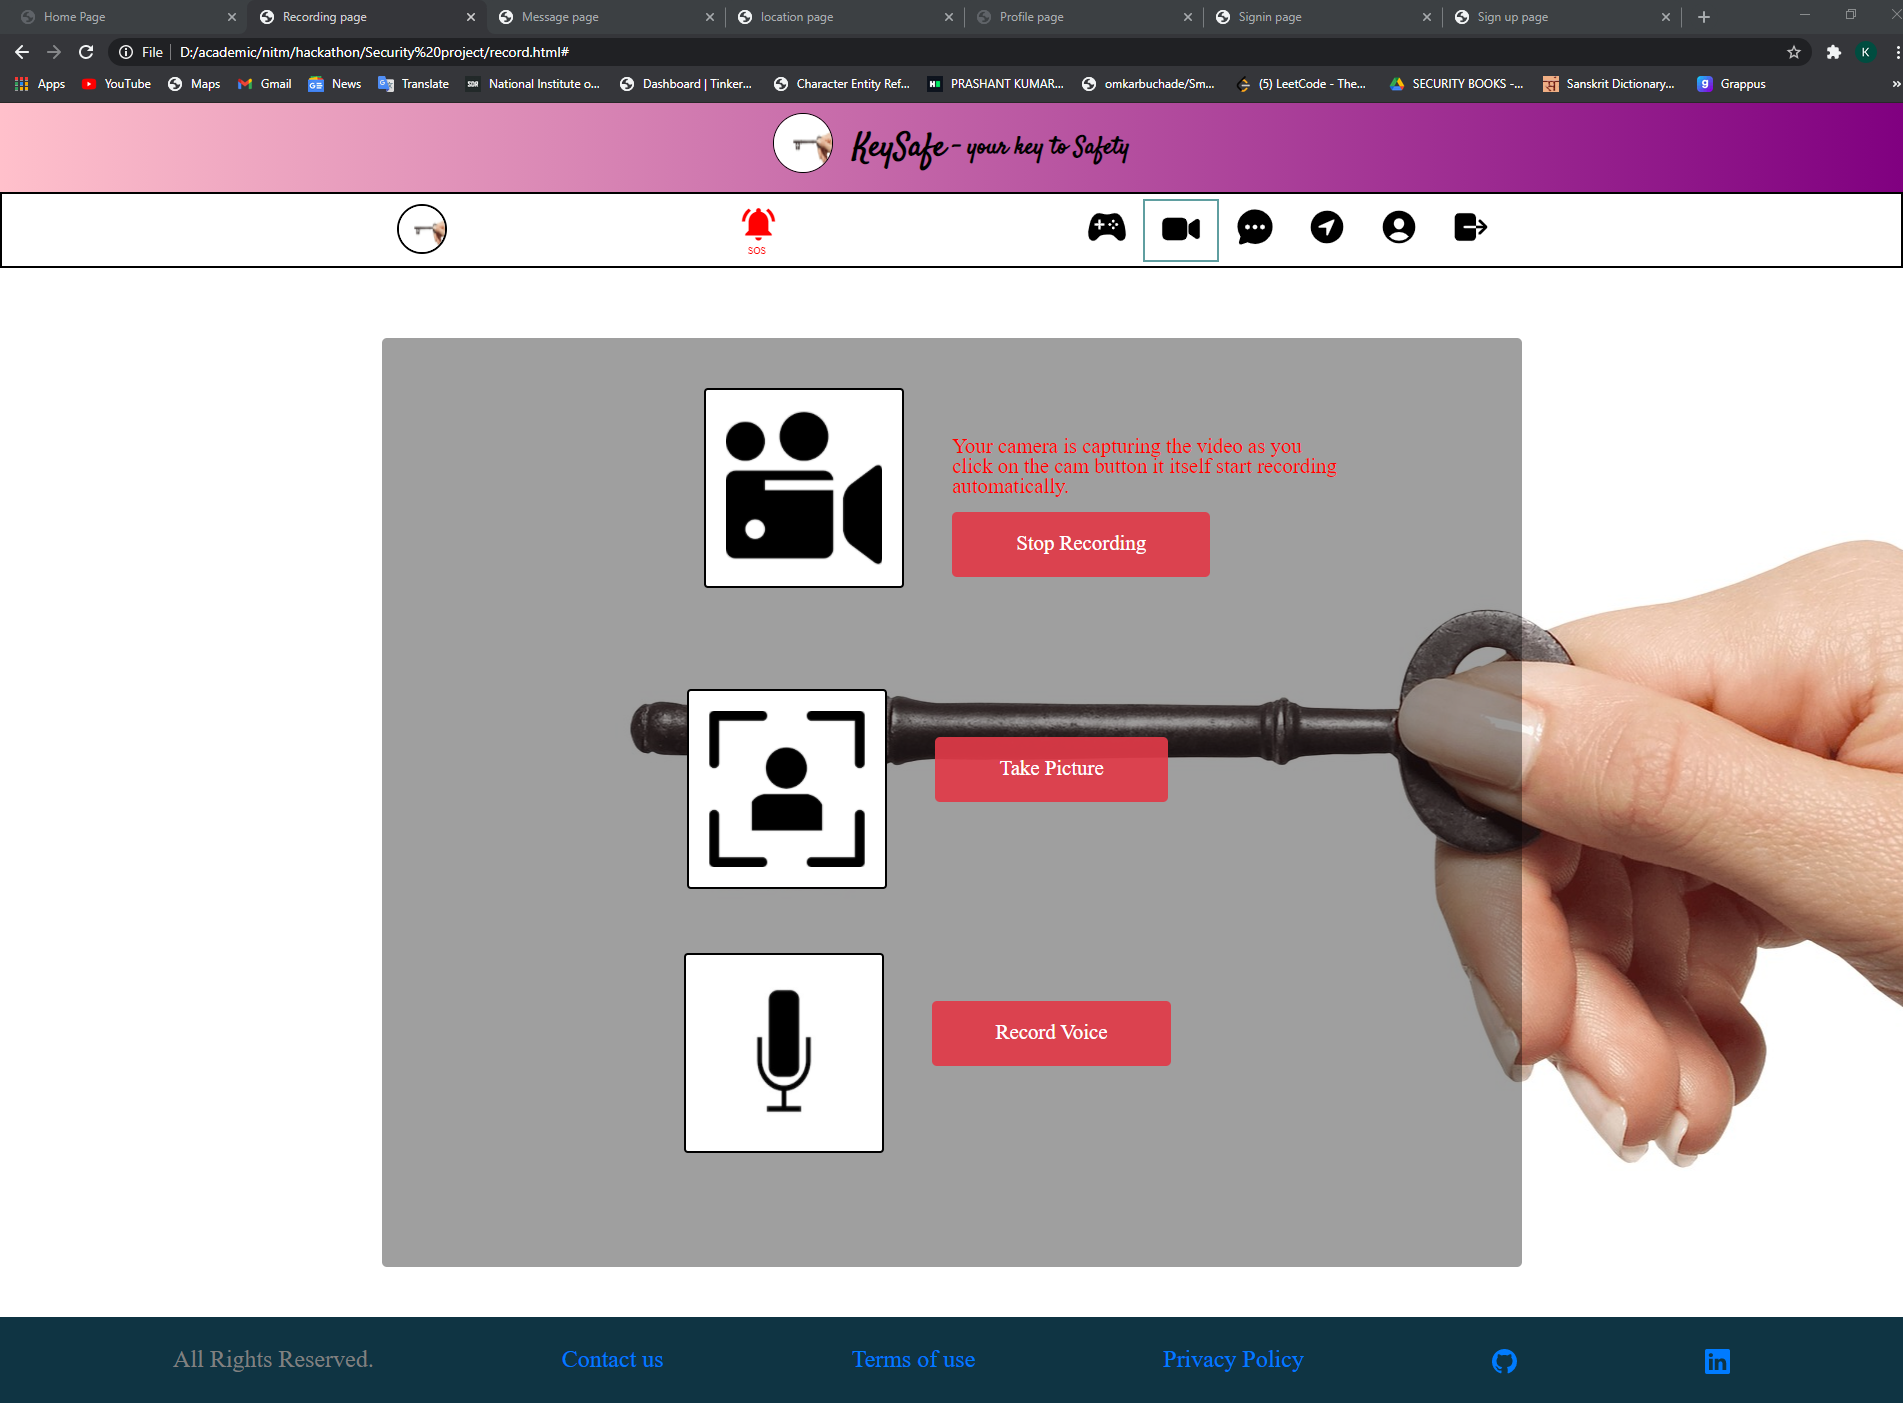 Home Page
Recording page
Message page
location page
Profile page
Signin page
Sign up page
File
D:/academic/nitm/hackathon/Security%20project/record.html#
K
Apps
YouTube
Maps
Gmail
News
Translate
National Institute o...
Dashboard | Tinker...
Character Entity Ref...
PRASHANT KUMAR...
omkarbuchade/Sm...
(5) LeetCode - The...
SECURITY BOOKS -...
Sanskrit Dictionary...
Grappus
KeySafe - your key to Safety
SOS
Your camera is capturing the video as you
click on the cam button it itself start recording
automatically.
Stop Recording
Take Picture
Record Voice
All Rights Reserved.
Contact us
Terms of use
Privacy Policy
in